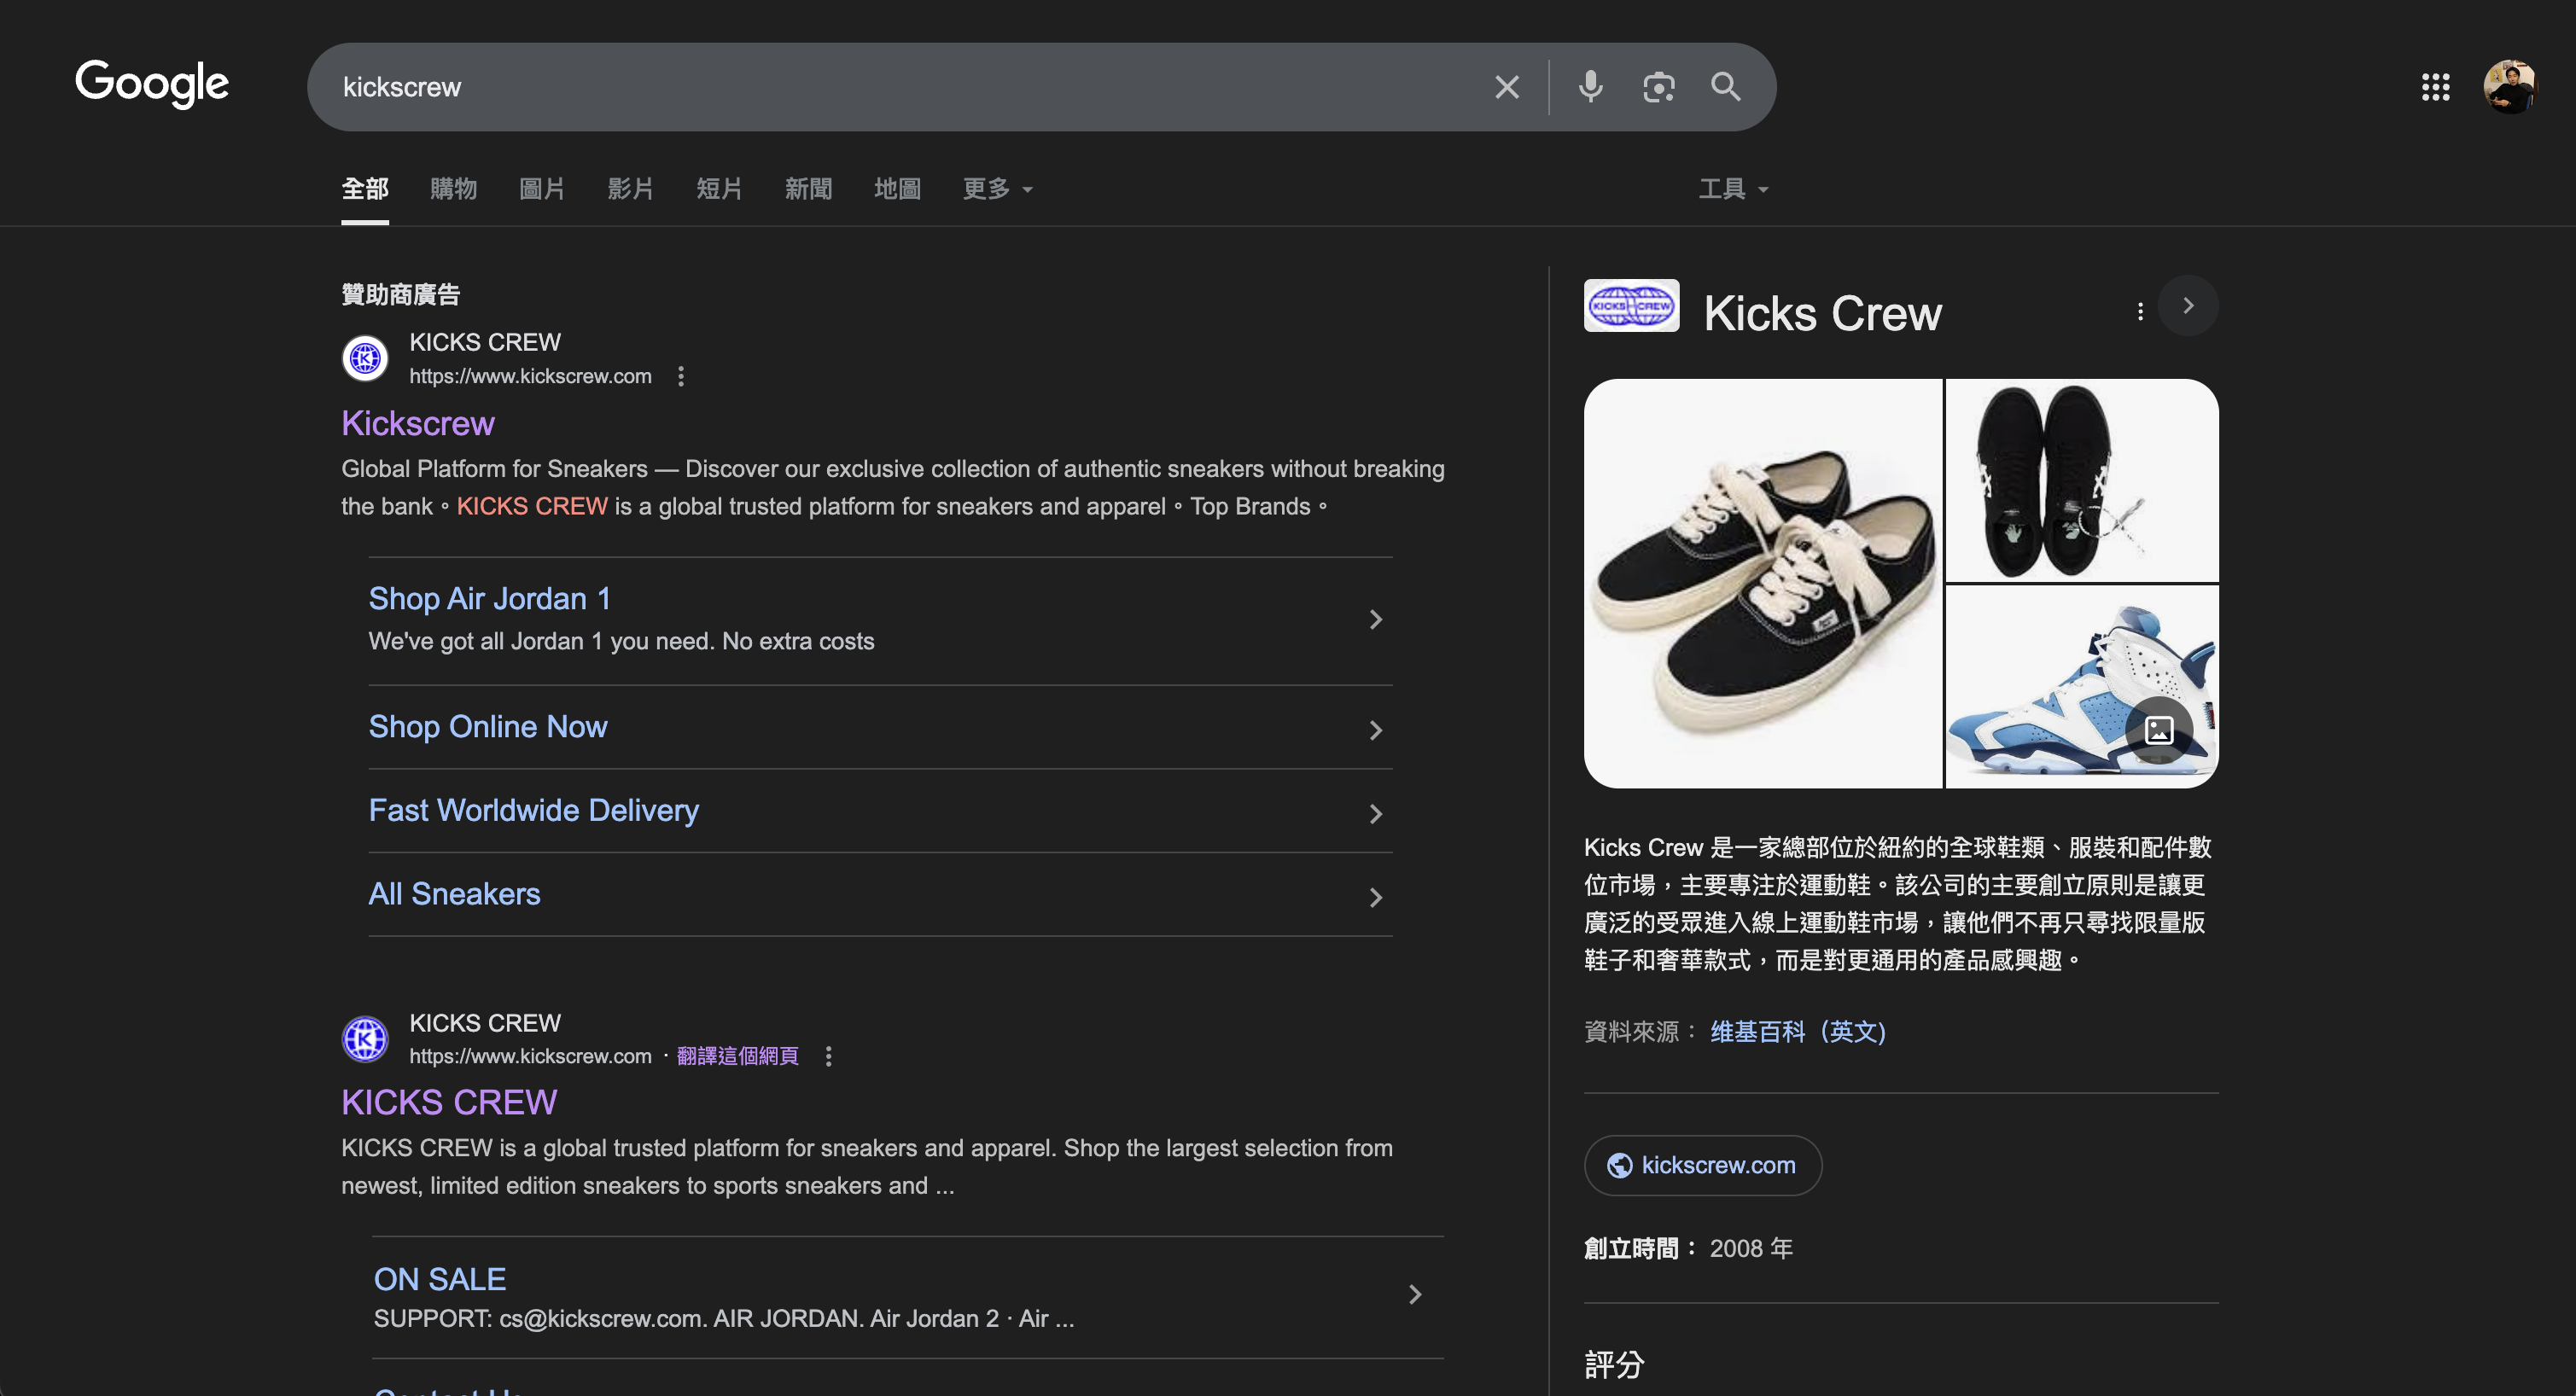 Google
kickscrew
全部 購物 圖片 影片 短片 新聞 地圖 更多 工具
贊助商廣告
KICKS CREW
https://www.kickscrew.com
Kickscrew
Global Platform for Sneakers — Discover our exclusive collection of authentic sneakers without breaking
the bank。KICKS CREW is a global trusted platform for sneakers and apparel。Top Brands。
Shop Air Jordan 1
We've got all Jordan 1 you need. No extra costs
Shop Online Now
Fast Worldwide Delivery
All Sneakers
KICKS CREW
https://www.kickscrew.com · 翻譯這個網頁
KICKS CREW
KICKS CREW is a global trusted platform for sneakers and apparel. Shop the largest selection from
newest, limited edition sneakers to sports sneakers and ...
ON SALE
SUPPORT: cs@kickscrew.com. AIR JORDAN. Air Jordan 2 · Air ...
KICKS CREW
Kicks Crew
Kicks Crew 是一家總部位於紐約的全球鞋類、服裝和配件數
位市場，主要專注於運動鞋。該公司的主要創立原則是讓更
廣泛的受眾進入線上運動鞋市場，讓他們不再只尋找限量版
鞋子和奢華款式，而是對更通用的產品感興趣。
資料來源： 维基百科（英文)
kickscrew.com
創立時間： 2008 年
評分